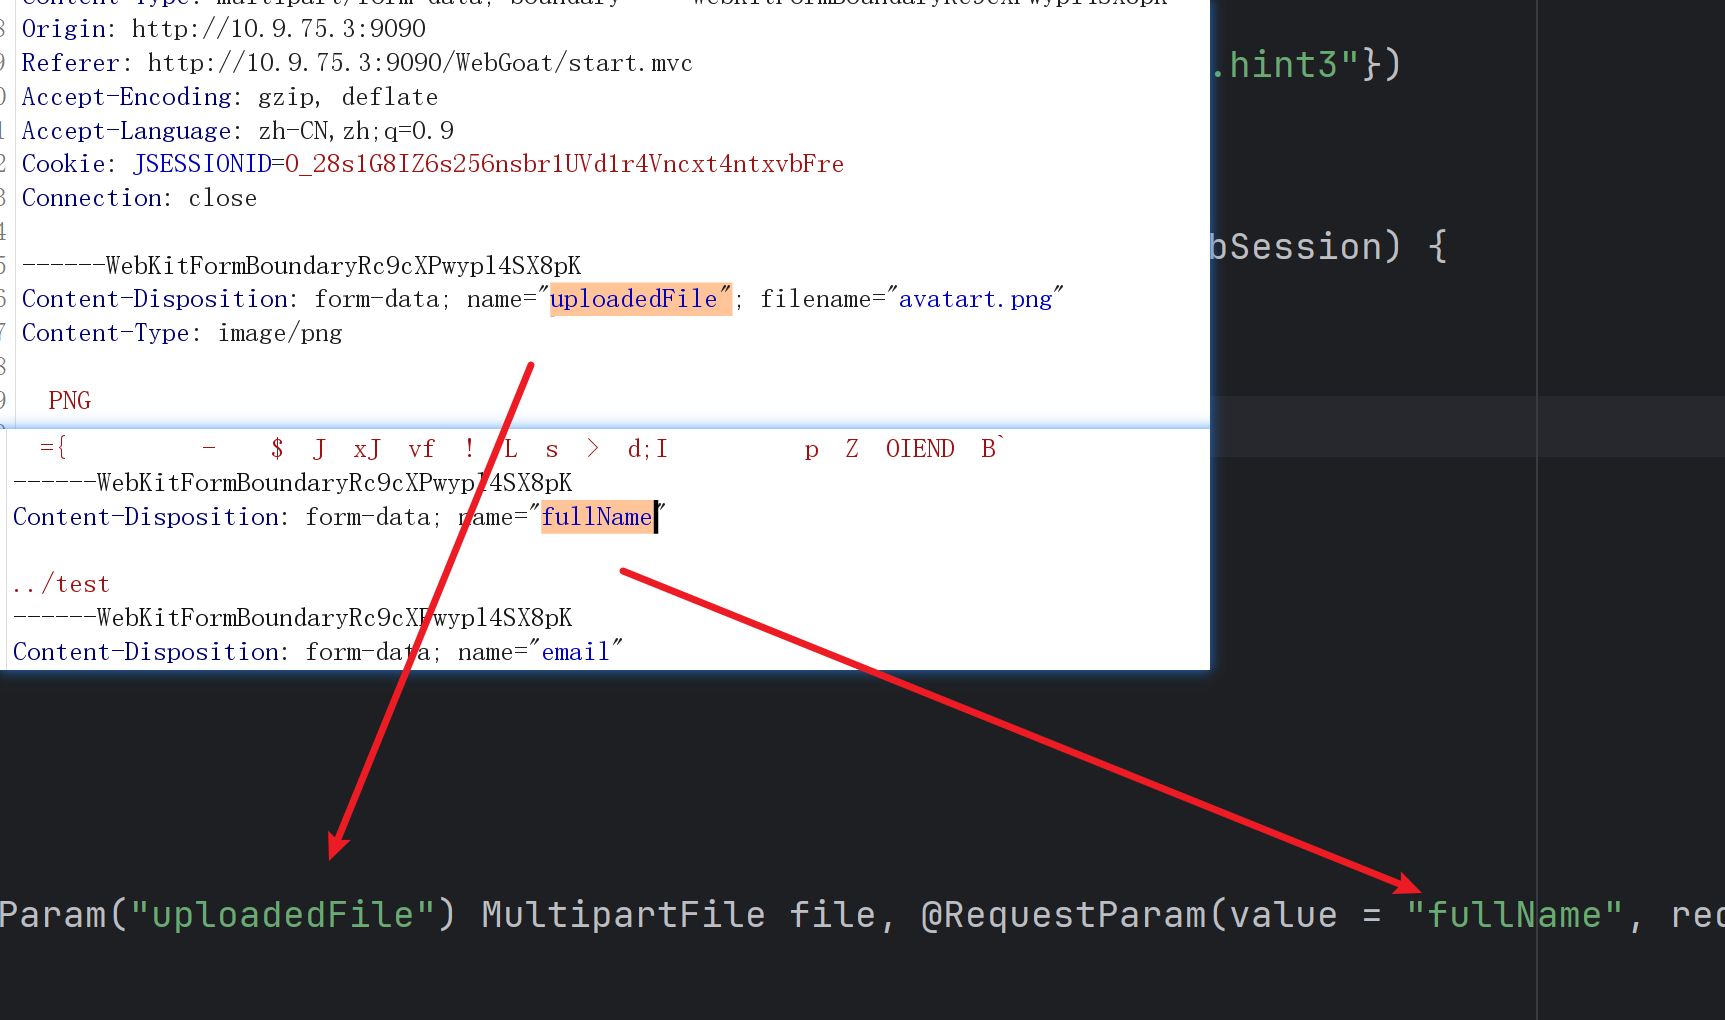 Content-Type: multipart/form-data; boundary=----WebKitFormBoundaryRc9cXPwypl4SX8pK
Origin: http://10.9.75.3:9090
Referer: http://10.9.75.3:9090/WebGoat/start.mvc
Accept-Encoding: gzip, deflate
Accept-Language: zh-CN,zh;q=0.9
Cookie: JSESSIONID=O_28s1G8IZ6s256nsbr1UVd1r4Vncxt4ntxvbFre
Connection: close
------WebKitFormBoundaryRc9cXPwypl4SX8pK
Content-Disposition: form-data; name="uploadedFile"; filename="avatart.png"
Content-Type: image/png
PNG
={ - $ J xJ vf ! L s > d;I p Z OIEND B`
------WebKitFormBoundaryRc9cXPwypl4SX8pK
Content-Disposition: form-data; name="fullName"
../test
------WebKitFormBoundaryRc9cXPwypl4SX8pK
Content-Disposition: form-data; name="email"
.hint3"})
bSession) {
Param("uploadedFile") MultipartFile file, @RequestParam(value = "fullName", rec